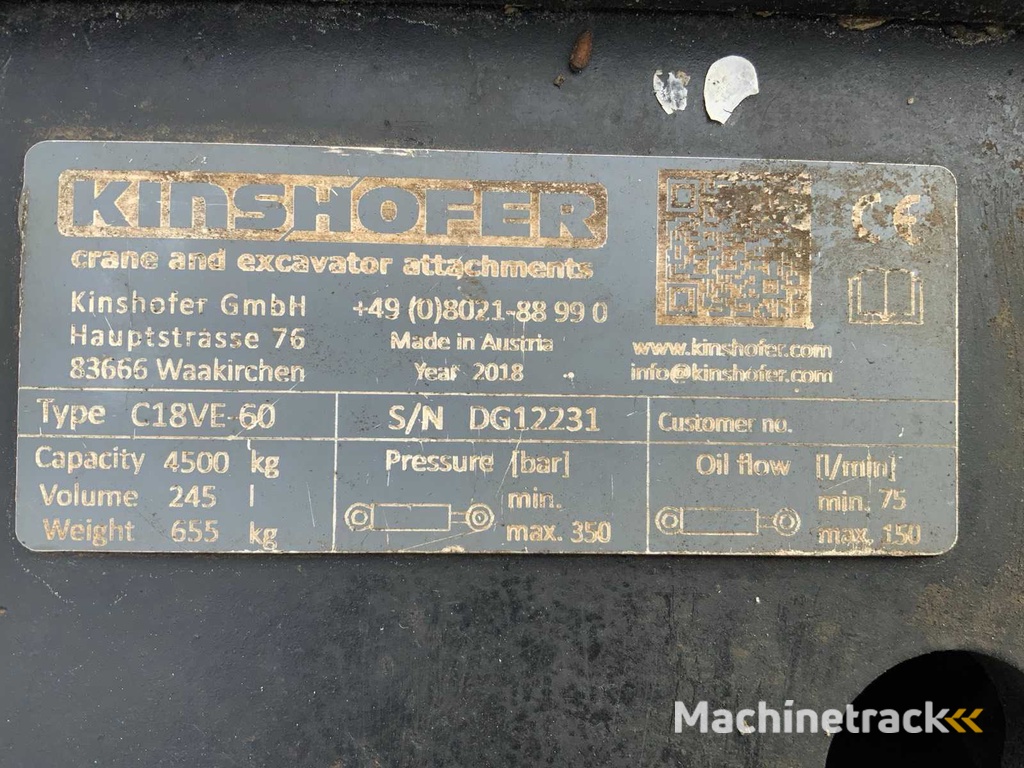 KINSHOFER
crane and excavator attachments
Kinshofer GmbH +49 (0)8021-88 99 0
Hauptstrasse 76 Made in Austria www.kinshofer.com
83666 Waakirchen Year 2018 info@kinshofer.com
CE
Type C18VE-60 S/N DG12231 Customer no.
Capacity 4500 kg Pressure [bar] Oil flow [l/min]
Volume 245 l min. min. 75
Weight 655 kg max. 350 max. 150
Machinetrack